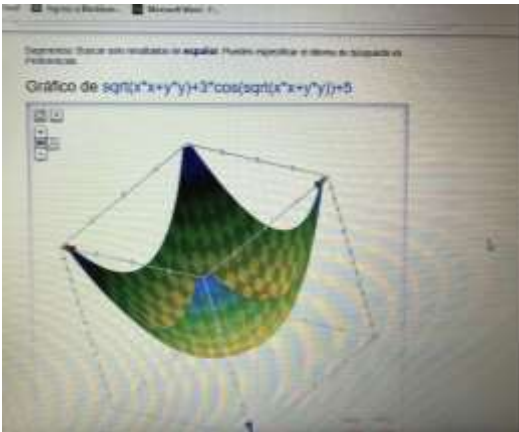 Sugerencia: Buscar solo resultados en español. Puedes especificar el idioma de búsqueda en
Preferencias.
Gráfico de sqrt(x*x+y*y)+3*cos(sqrt(x*x+y*y))+5